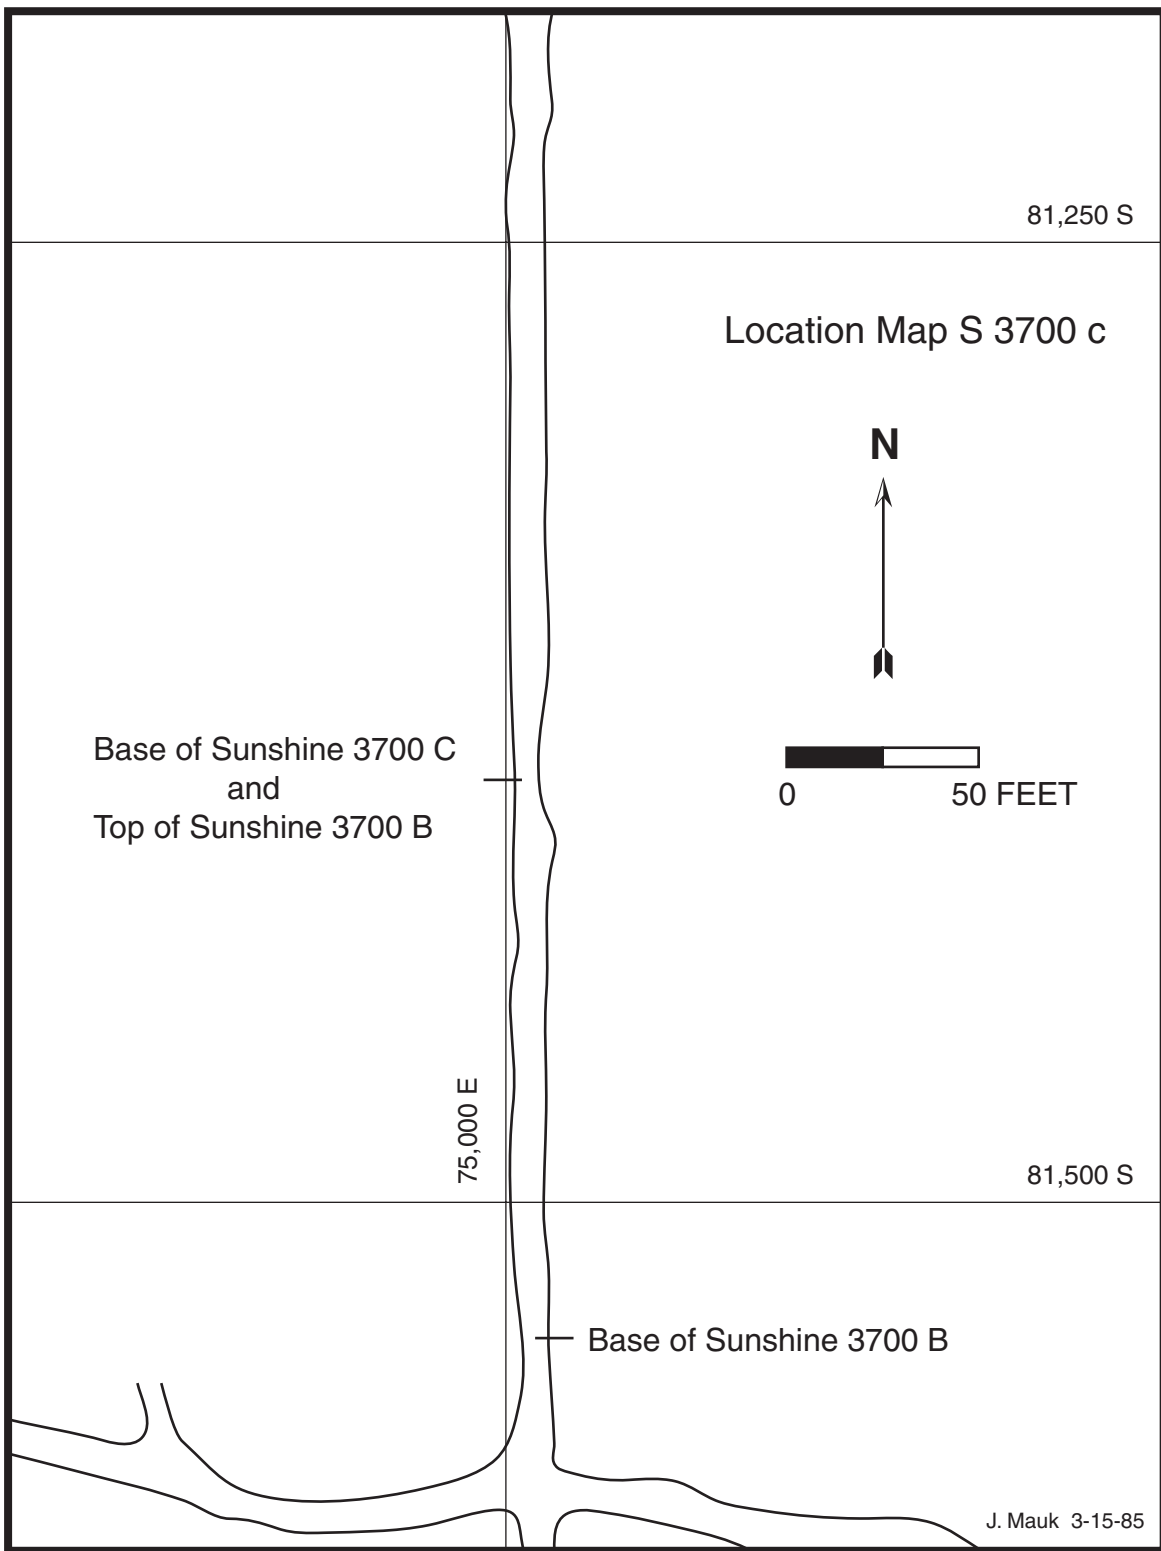 81,250 S
Location Map S 3700 c
N
Base of Sunshine 3700 C
and
Top of Sunshine 3700 B
0 50 FEET
75,000 E
81,500 S
Base of Sunshine 3700 B
J. Mauk 3-15-85